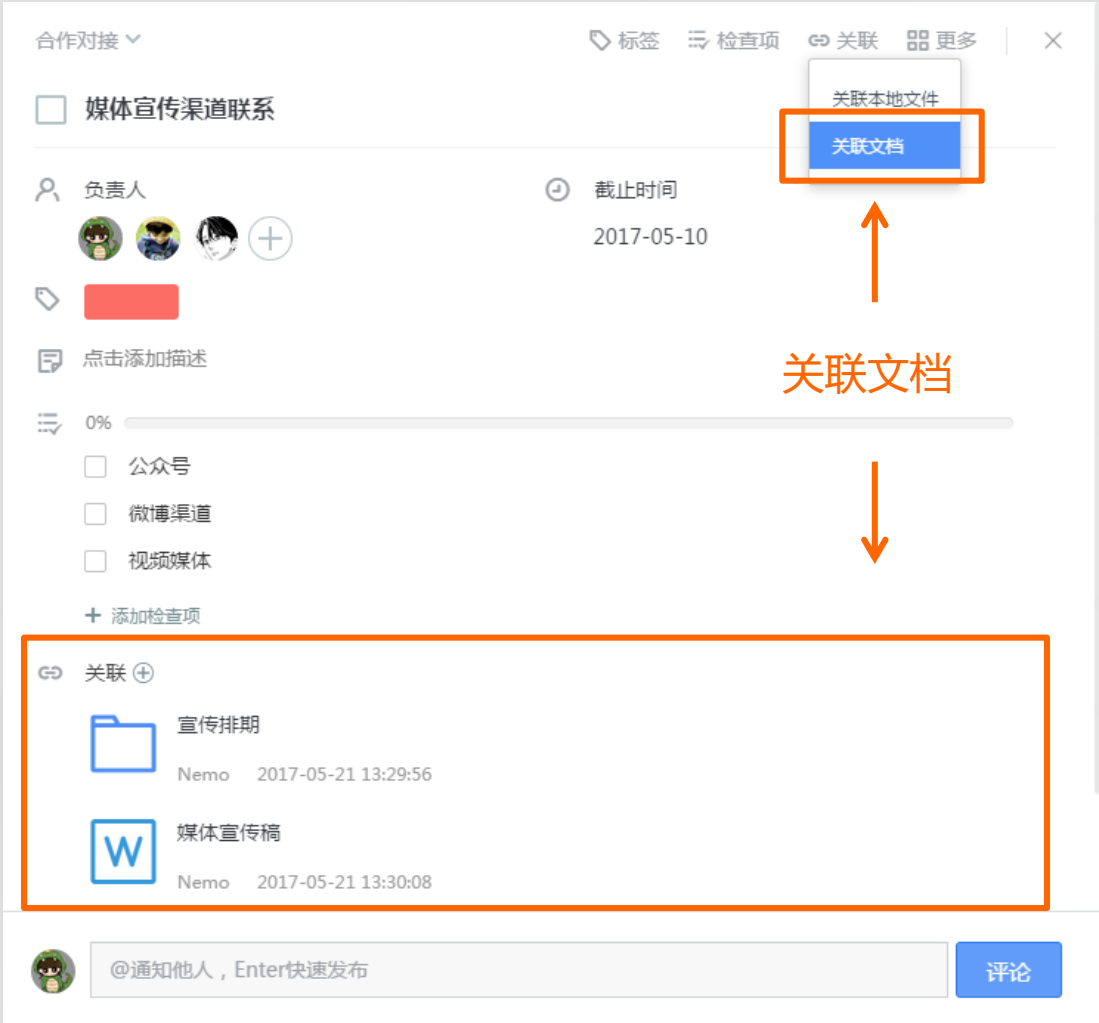 合作对接
标签 检查项 关联 更多
关联本地文件
媒体宣传渠道联系
关联文档
负责人 截止时间
2017-05-10
点击添加描述
关联文档
0%
公众号
微博渠道
视频媒体
+ 添加检查项
关联
宣传排期
Nemo 2017-05-21 13:29:56
W
媒体宣传稿
Nemo 2017-05-21 13:30:08
@通知他人，Enter快速发布
评论